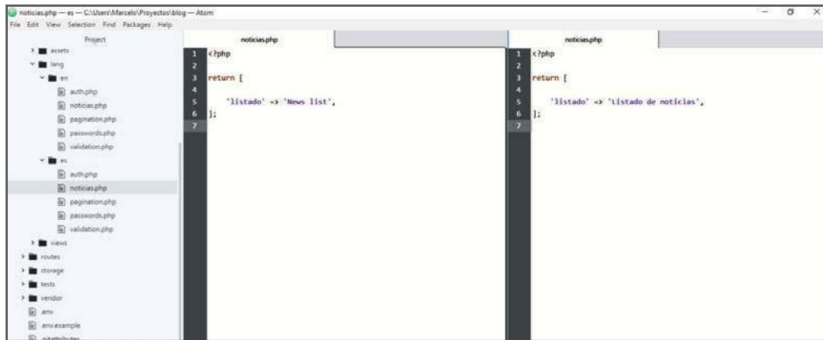 noticias.php — es — C:\Users\Marcelo\Proyectos\blog — Atom
File Edit View Selection Find Packages Help
Project
assets
lang
en
auth.php
noticias.php
pagination.php
passwords.php
validation.php
es
auth.php
noticias.php
pagination.php
passwords.php
validation.php
views
routes
storage
tests
vendor
.env
.env.example
.gitattributes
noticias.php
1 <?php
2
3 return [
4
5 'listado' => 'News list',
6 ];
7
noticias.php
1 <?php
2
3 return [
4
5 'listado' => 'Listado de noticias',
6 ];
7